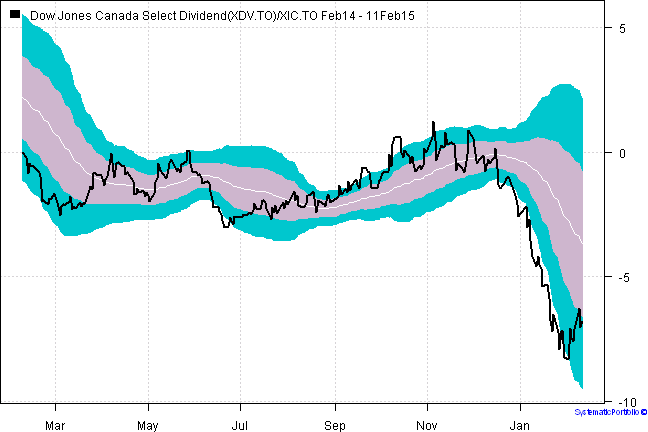 Dow Jones Canada Select Dividend(XDV.TO)/XIC.TO Feb14 - 11Feb15
5
0
-5
-10
Mar May Jul Sep Nov Jan
SystematicPortfolio ©